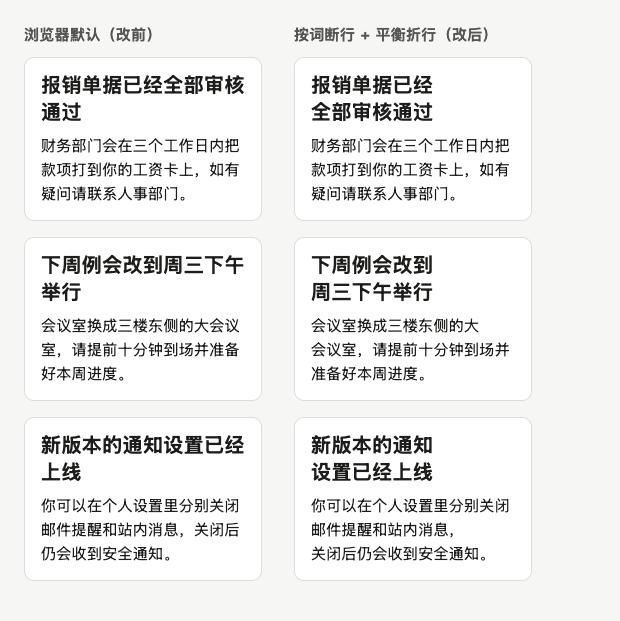 浏览器默认（改前）
报销单据已经全部审核
通过
财务部门会在三个工作日内把
款项打到你的工资卡上，如有
疑问请联系人事部门。
下周例会改到周三下午
举行
会议室换成三楼东侧的大会议
室，请提前十分钟到场并准备
好本周进度。
新版本的通知设置已经
上线
你可以在个人设置里分别关闭
邮件提醒和站内消息，关闭后
仍会收到安全通知。
按词断行 + 平衡折行（改后）
报销单据已经
全部审核通过
财务部门会在三个工作日内把
款项打到你的工资卡上，如有
疑问请联系人事部门。
下周例会改到
周三下午举行
会议室换成三楼东侧的大
会议室，请提前十分钟到场并
准备好本周进度。
新版本的通知
设置已经上线
你可以在个人设置里分别关闭
邮件提醒和站内消息，
关闭后仍会收到安全通知。